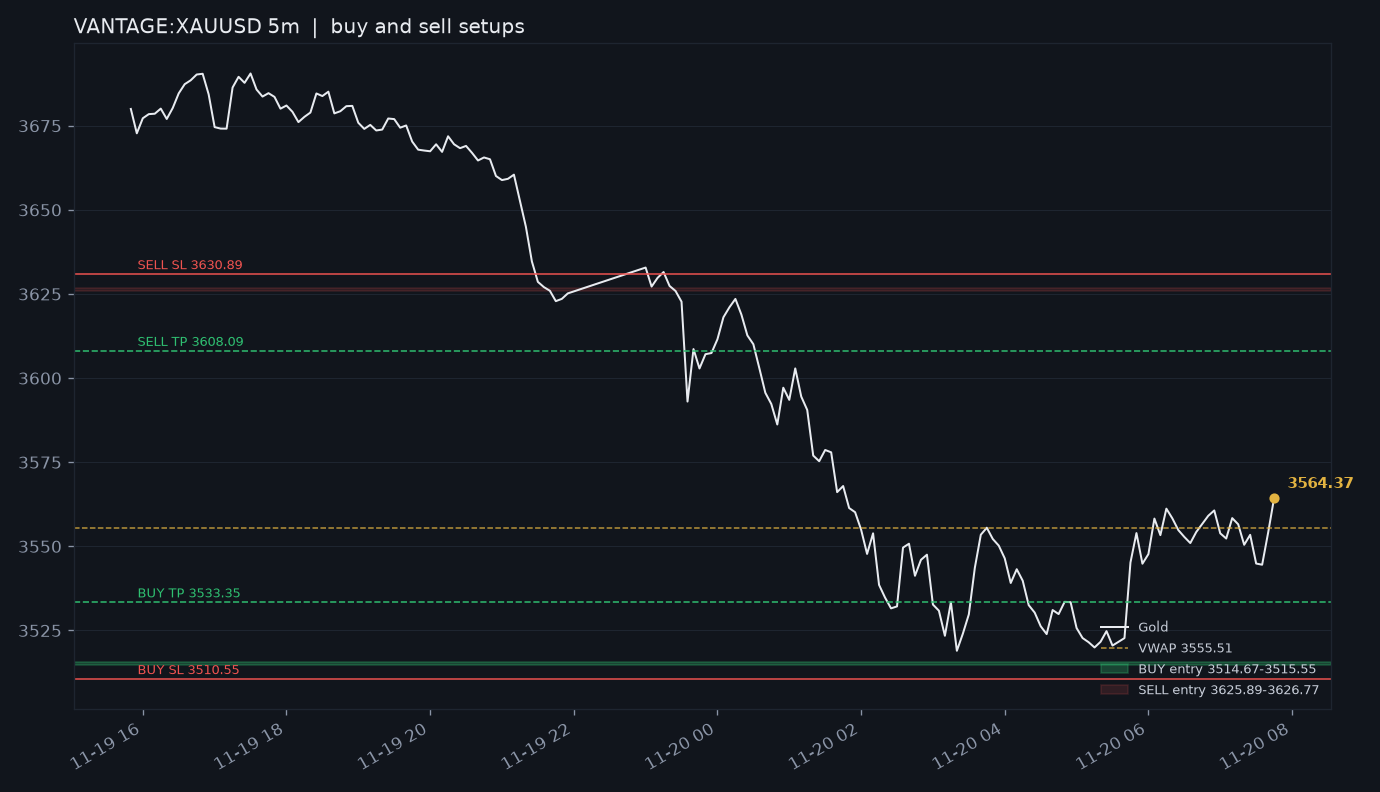 VANTAGE:XAUUSD 5m | buy and sell setups
3675
3650
SELL SL 3630.89
3625
SELL TP 3608.09
3600
3575
3564.37
3550
BUY TP 3533.35
3525
Gold
VWAP 3555.51
BUY SL 3510.55
BUY entry 3514.67-3515.55
SELL entry 3625.89-3626.77
11-19 16
11-19 18
11-19 20
11-19 22
11-20 00
11-20 02
11-20 04
11-20 06
11-20 08